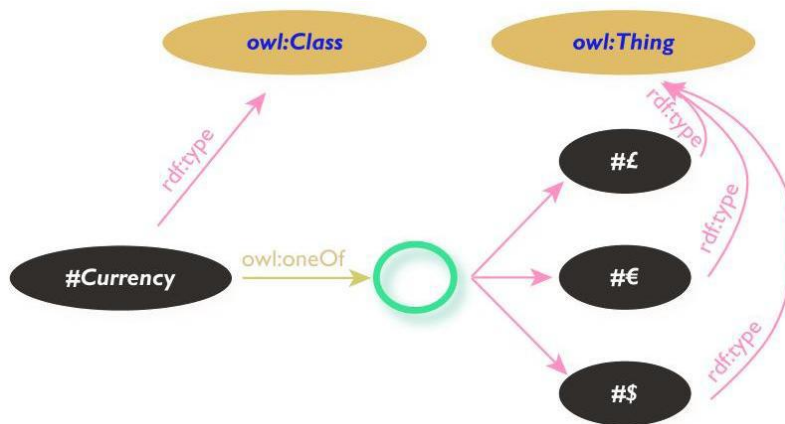 owl:Class
owl:Thing
rdf:type
rdf:type
#£
#Currency
owl:oneOf
#€
rdf:type
#$
rdf:type